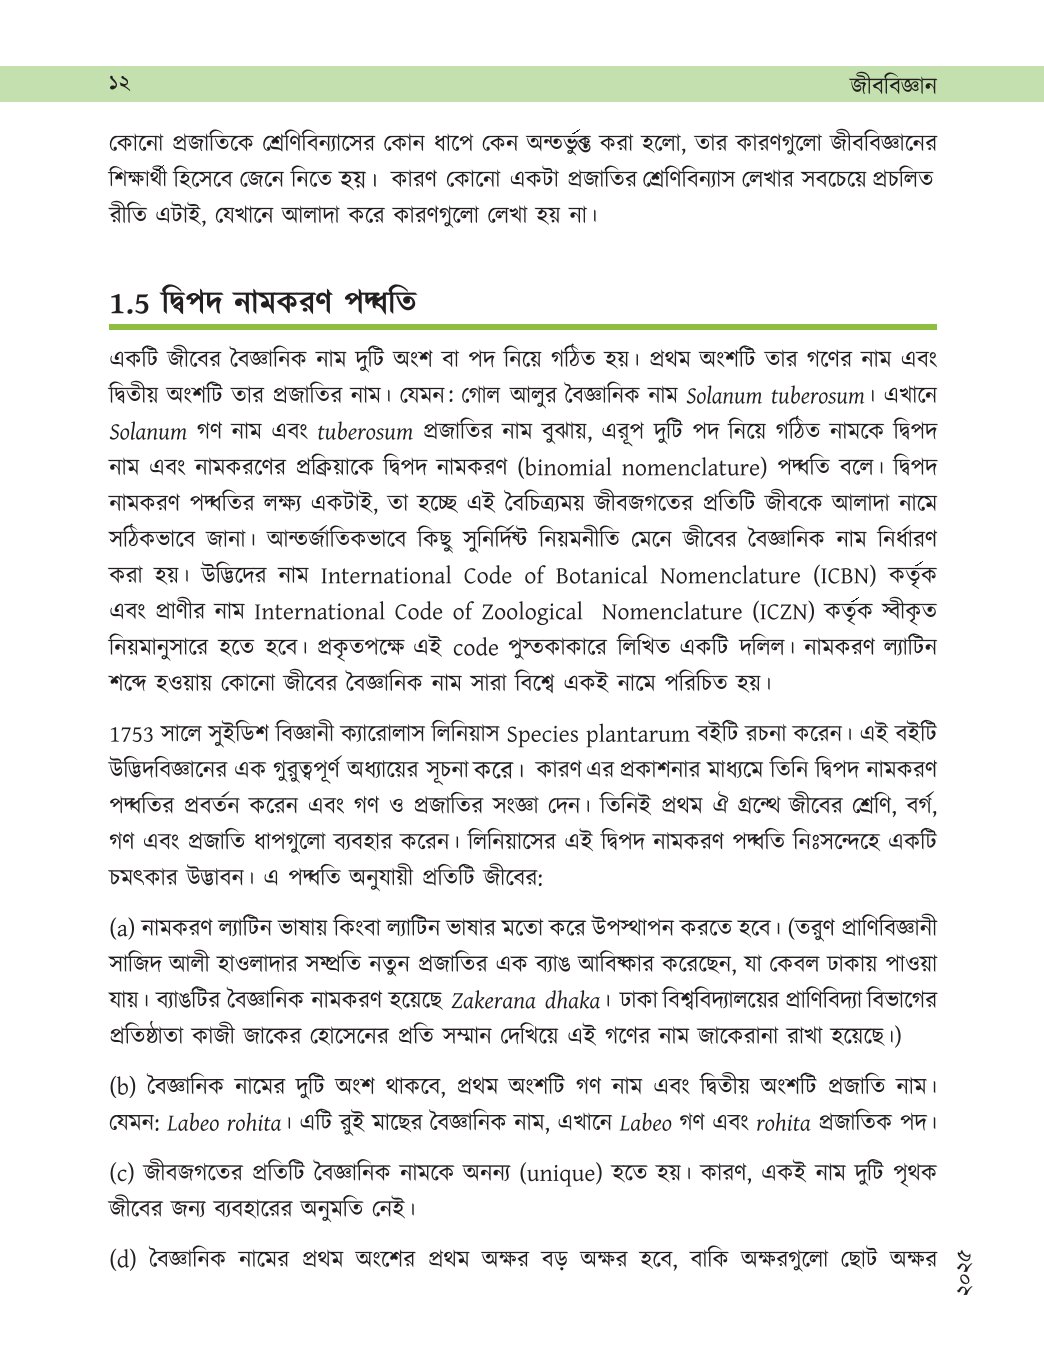 ১২
জীববিজ্ঞান
কোনো প্রজাতিকে শ্রেণিবিন্যাসের কোন ধাপে কেন অন্তর্ভুক্ত করা হলো, তার কারণগুলো জীববিজ্ঞানের
শিক্ষার্থী হিসেবে জেনে নিতে হয়। কারণ কোনো একটা প্রজাতির শ্রেণিবিন্যাস লেখার সবচেয়ে প্রচলিত
রীতি এটাই, যেখানে আলাদা করে কারণগুলো লেখা হয় না।
1.5 দ্বিপদ নামকরণ পদ্ধতি
একটি জীবের বৈজ্ঞানিক নাম দুটি অংশ বা পদ নিয়ে গঠিত হয়। প্রথম অংশটি তার গণের নাম এবং
দ্বিতীয় অংশটি তার প্রজাতির নাম। যেমন: গোল আলুর বৈজ্ঞানিক নাম Solanum tuberosum। এখানে
Solanum গণ নাম এবং tuberosum প্রজাতির নাম বুঝায়, এরূপ দুটি পদ নিয়ে গঠিত নামকে দ্বিপদ
নাম এবং নামকরণের প্রক্রিয়াকে দ্বিপদ নামকরণ (binomial nomenclature) পদ্ধতি বলে। দ্বিপদ
নামকরণ পদ্ধতির লক্ষ্য একটাই, তা হচ্ছে এই বৈচিত্র্যময় জীবজগতের প্রতিটি জীবকে আলাদা নামে
সঠিকভাবে জানা। আন্তর্জাতিকভাবে কিছু সুনির্দিষ্ট নিয়মনীতি মেনে জীবের বৈজ্ঞানিক নাম নির্ধারণ
করা হয়। উদ্ভিদের নাম International Code of Botanical Nomenclature (ICBN) কর্তৃক
এবং প্রাণীর নাম International Code of Zoological Nomenclature (ICZN) কর্তৃক স্বীকৃত
নিয়মানুসারে হতে হবে। প্রকৃতপক্ষে এই code পুস্তকাকারে লিখিত একটি দলিল। নামকরণ ল্যাটিন
শব্দে হওয়ায় কোনো জীবের বৈজ্ঞানিক নাম সারা বিশ্বে একই নামে পরিচিত হয়।
1753 সালে সুইডিশ বিজ্ঞানী ক্যারোলাস লিনিয়াস Species plantarum বইটি রচনা করেন। এই বইটি
উদ্ভিদবিজ্ঞানের এক গুরুত্বপূর্ণ অধ্যায়ের সূচনা করে। কারণ এর প্রকাশনার মাধ্যমে তিনি দ্বিপদ নামকরণ
পদ্ধতির প্রবর্তন করেন এবং গণ ও প্রজাতির সংজ্ঞা দেন। তিনিই প্রথম ঐ গ্রন্থে জীবের শ্রেণি, বর্গ,
গণ এবং প্রজাতি ধাপগুলো ব্যবহার করেন। লিনিয়াসের এই দ্বিপদ নামকরণ পদ্ধতি নিঃসন্দেহে একটি
চমৎকার উদ্ভাবন। এ পদ্ধতি অনুযায়ী প্রতিটি জীবের:
(a) নামকরণ ল্যাটিন ভাষায় কিংবা ল্যাটিন ভাষার মতো করে উপস্থাপন করতে হবে। (তরুণ প্রাণিবিজ্ঞানী
সাজিদ আলী হাওলাদার সম্প্রতি নতুন প্রজাতির এক ব্যাঙ আবিষ্কার করেছেন, যা কেবল ঢাকায় পাওয়া
যায়। ব্যাঙটির বৈজ্ঞানিক নামকরণ হয়েছে Zakerana dhaka। ঢাকা বিশ্ববিদ্যালয়ের প্রাণিবিদ্যা বিভাগের
প্রতিষ্ঠাতা কাজী জাকের হোসেনের প্রতি সম্মান দেখিয়ে এই গণের নাম জাকেরানা রাখা হয়েছে।)
(b) বৈজ্ঞানিক নামের দুটি অংশ থাকবে, প্রথম অংশটি গণ নাম এবং দ্বিতীয় অংশটি প্রজাতি নাম।
যেমন: Labeo rohita। এটি রুই মাছের বৈজ্ঞানিক নাম, এখানে Labeo গণ এবং rohita প্রজাতিক পদ।
(c) জীবজগতের প্রতিটি বৈজ্ঞানিক নামকে অনন্য (unique) হতে হয়। কারণ, একই নাম দুটি পৃথক
জীবের জন্য ব্যবহারের অনুমতি নেই।
(d) বৈজ্ঞানিক নামের প্রথম অংশের প্রথম অক্ষর বড় অক্ষর হবে, বাকি অক্ষরগুলো ছোট অক্ষর
২০২৫